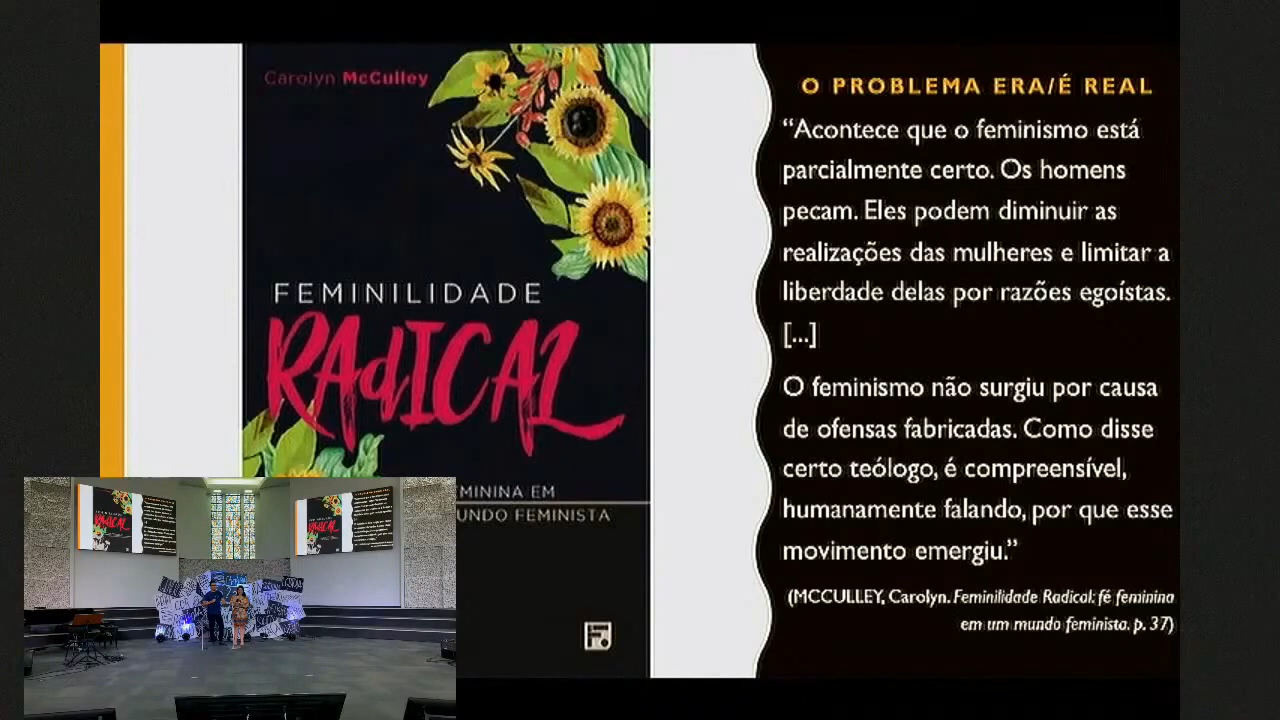 Carolyn McCulley
FEMINILIDADE
RAdICAL
MININA EM
UNDO FEMINISTA
O PROBLEMA ERA/É REAL
“Acontece que o feminismo está
parcialmente certo. Os homens
pecam. Eles podem diminuir as
realizações das mulheres e limitar a
liberdade delas por razões egoístas.
[...]
O feminismo não surgiu por causa
de ofensas fabricadas. Como disse
certo teólogo, é compreensível,
humanamente falando, por que esse
movimento emergiu.”
(MCCULLEY, Carolyn. Feminilidade Radical: fé feminina
em um mundo feminista. p. 37)
RAdICAL
RAdICAL